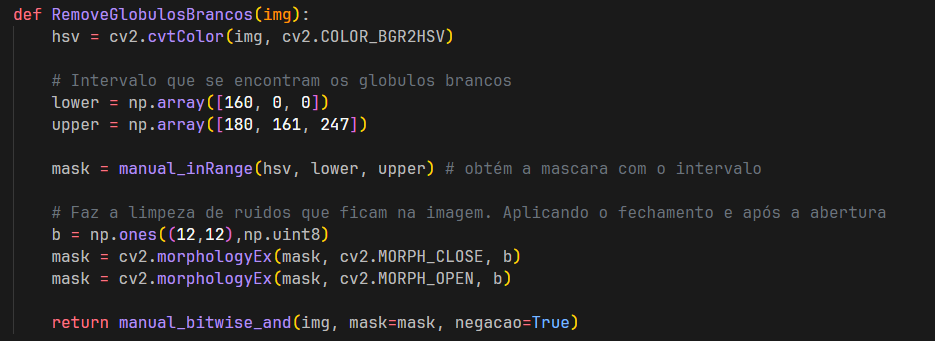 def RemoveGlobulosBrancos(img):
    hsv = cv2.cvtColor(img, cv2.COLOR_BGR2HSV)

    # Intervalo que se encontram os globulos brancos
    lower = np.array([160, 0, 0])
    upper = np.array([180, 161, 247])

    mask = manual_inRange(hsv, lower, upper) # obtém a mascara com o intervalo

    # Faz a limpeza de ruidos que ficam na imagem. Aplicando o fechamento e após a abertura
    b = np.ones((12,12),np.uint8)
    mask = cv2.morphologyEx(mask, cv2.MORPH_CLOSE, b)
    mask = cv2.morphologyEx(mask, cv2.MORPH_OPEN, b)

    return manual_bitwise_and(img, mask=mask, negacao=True)